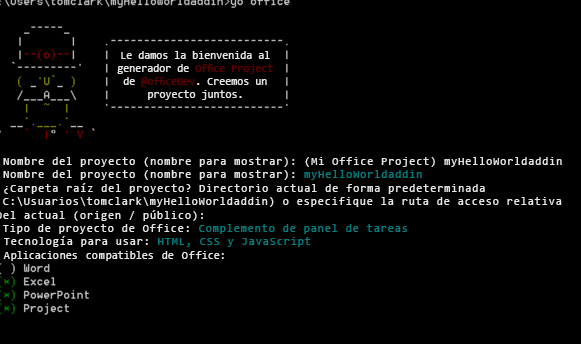 C:\Users\tomclark\myHelloWorldaddin>yo office
Le damos la bienvenida al
generador de Office Project
de @officeDev. Creemos un
proyecto juntos.
Nombre del proyecto (nombre para mostrar): (Mi Office Project) myHelloWorldaddin
Nombre del proyecto (nombre para mostrar): myHelloWorldaddin
¿Carpeta raíz del proyecto? Directorio actual de forma predeterminada
C:\Usuarios\tomclark\myHelloWorldaddin) o especifique la ruta de acceso relativa
Del actual (origen / público):
Tipo de proyecto de Office: Complemento de panel de tareas
Tecnología para usar: HTML, CSS y JavaScript
Aplicaciones compatibles de Office:
( ) Word
(*) Excel
(*) PowerPoint
(*) Project